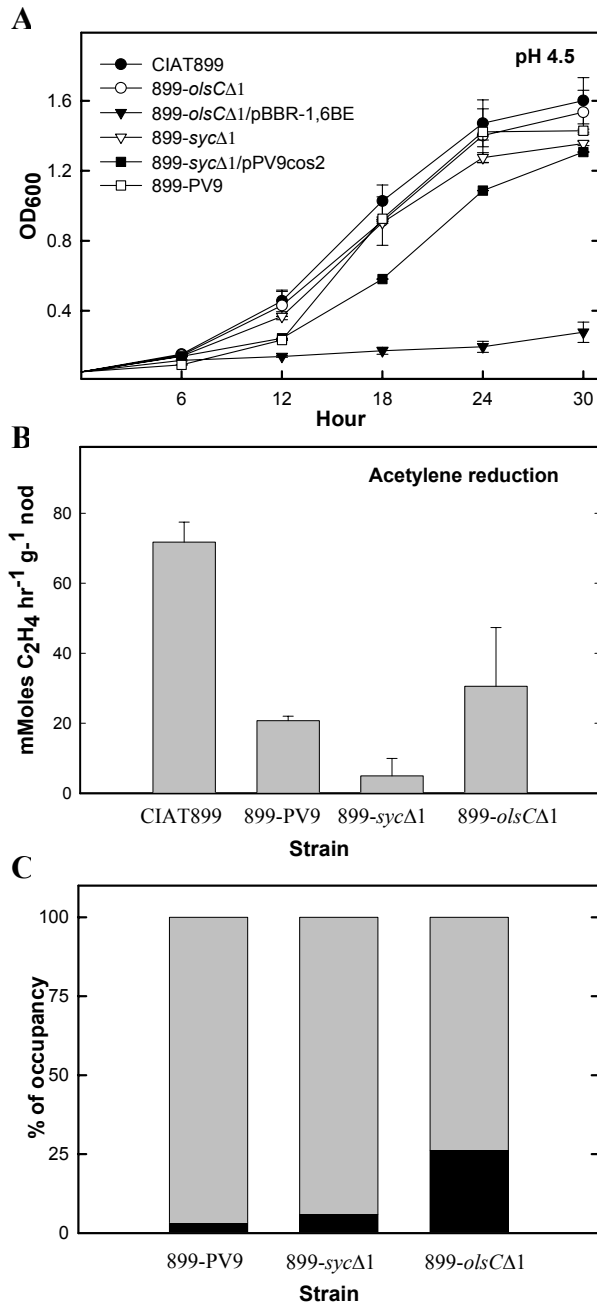 A
pH 4.5
CIAT899
899-olsCΔ1
899-olsCΔ1/pBBR-1,6BE
899-sycΔ1
899-sycΔ1/pPV9cos2
899-PV9
OD600
1.6
1.2
0.8
0.4
6 12 18 24 30
Hour
B
Acetylene reduction
mMoles C2H4 hr-1 g-1 nod
80
60
40
20
0
CIAT899 899-PV9 899-sycΔ1 899-olsCΔ1
Strain
C
% of occupancy
100
75
50
25
0
899-PV9 899-sycΔ1 899-olsCΔ1
Strain